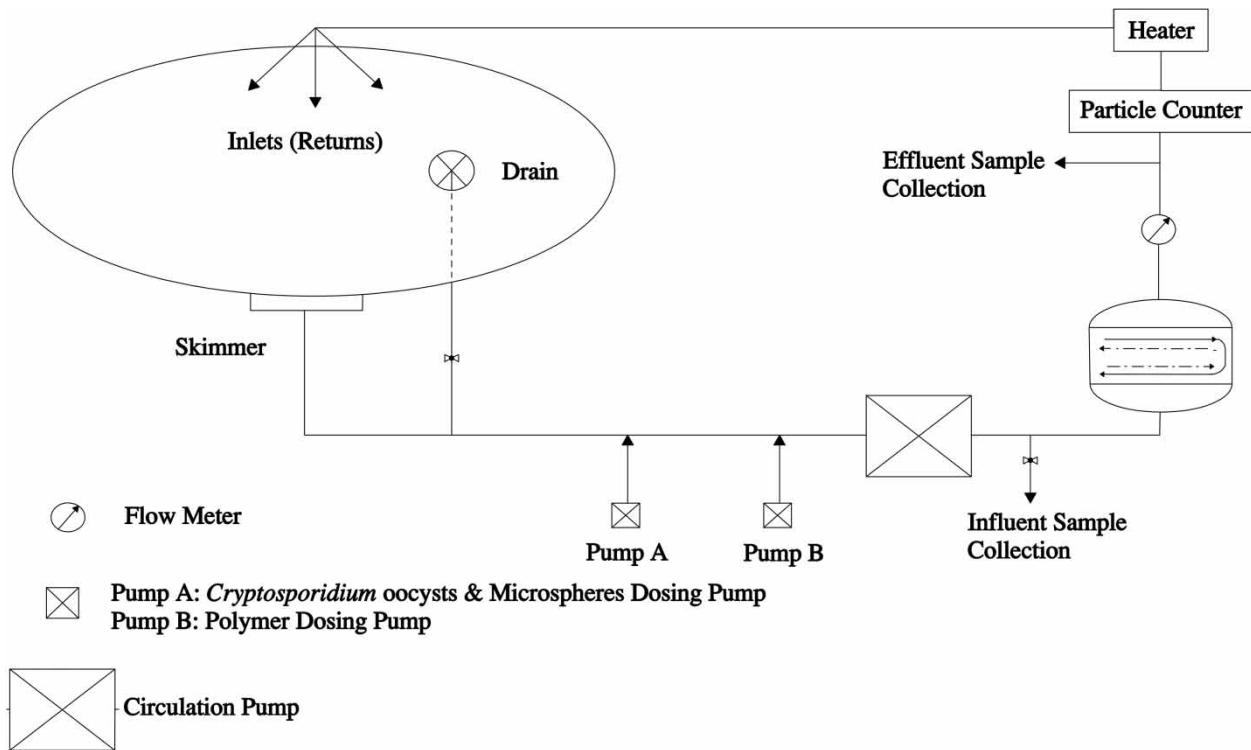 Heater
Particle Counter
Inlets (Returns)
Drain
Effluent Sample
Collection
Skimmer
Flow Meter
Pump A
Pump B
Influent Sample
Collection
Pump A: Cryptosporidium oocysts & Microspheres Dosing Pump
Pump B: Polymer Dosing Pump
Circulation Pump